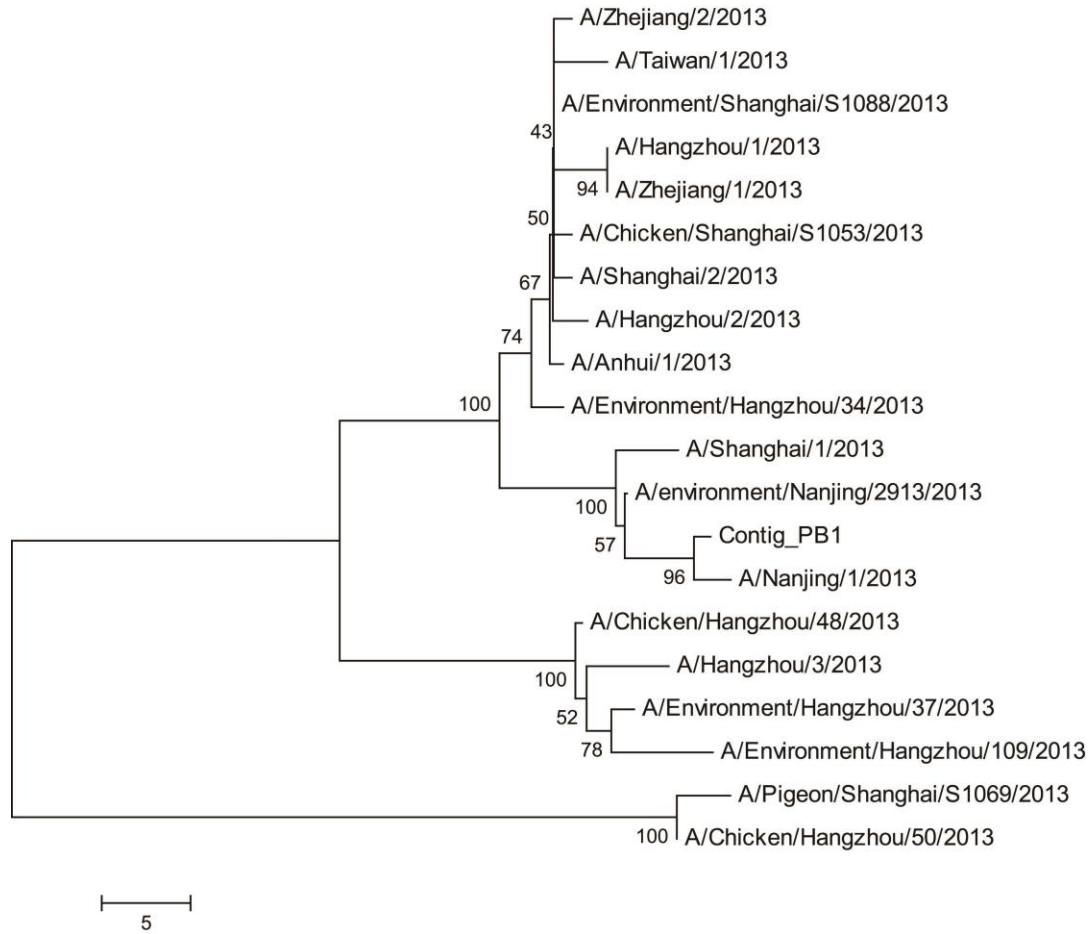 A/Zhejiang/2/2013
A/Taiwan/1/2013
A/Environment/Shanghai/S1088/2013
43
A/Hangzhou/1/2013
94
A/Zhejiang/1/2013
50
A/Chicken/Shanghai/S1053/2013
67
A/Shanghai/2/2013
A/Hangzhou/2/2013
74
A/Anhui/1/2013
100
A/Environment/Hangzhou/34/2013
A/Shanghai/1/2013
A/environment/Nanjing/2913/2013
100
Contig_PB1
57
96
A/Nanjing/1/2013
A/Chicken/Hangzhou/48/2013
A/Hangzhou/3/2013
100
A/Environment/Hangzhou/37/2013
52
A/Environment/Hangzhou/109/2013
78
A/Pigeon/Shanghai/S1069/2013
100
A/Chicken/Hangzhou/50/2013
5